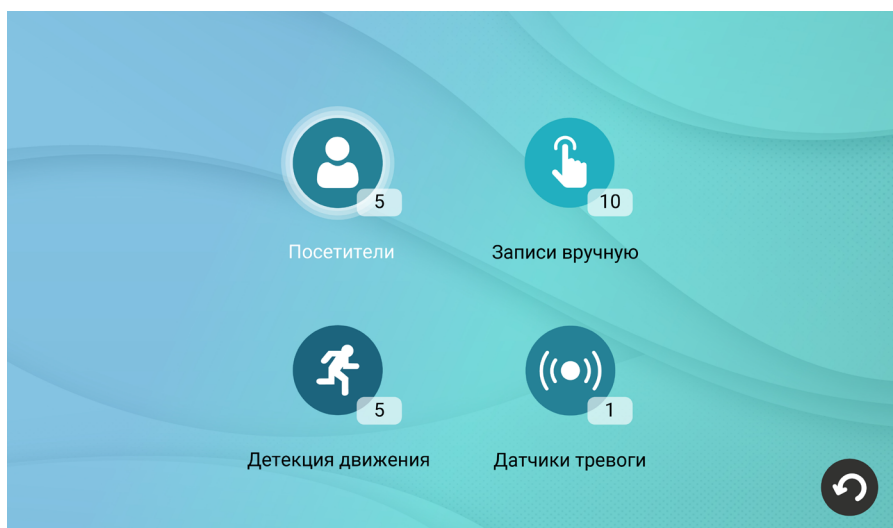 5
10
Посетители
Записи вручную
5
1
Детекция движения
Датчики тревоги